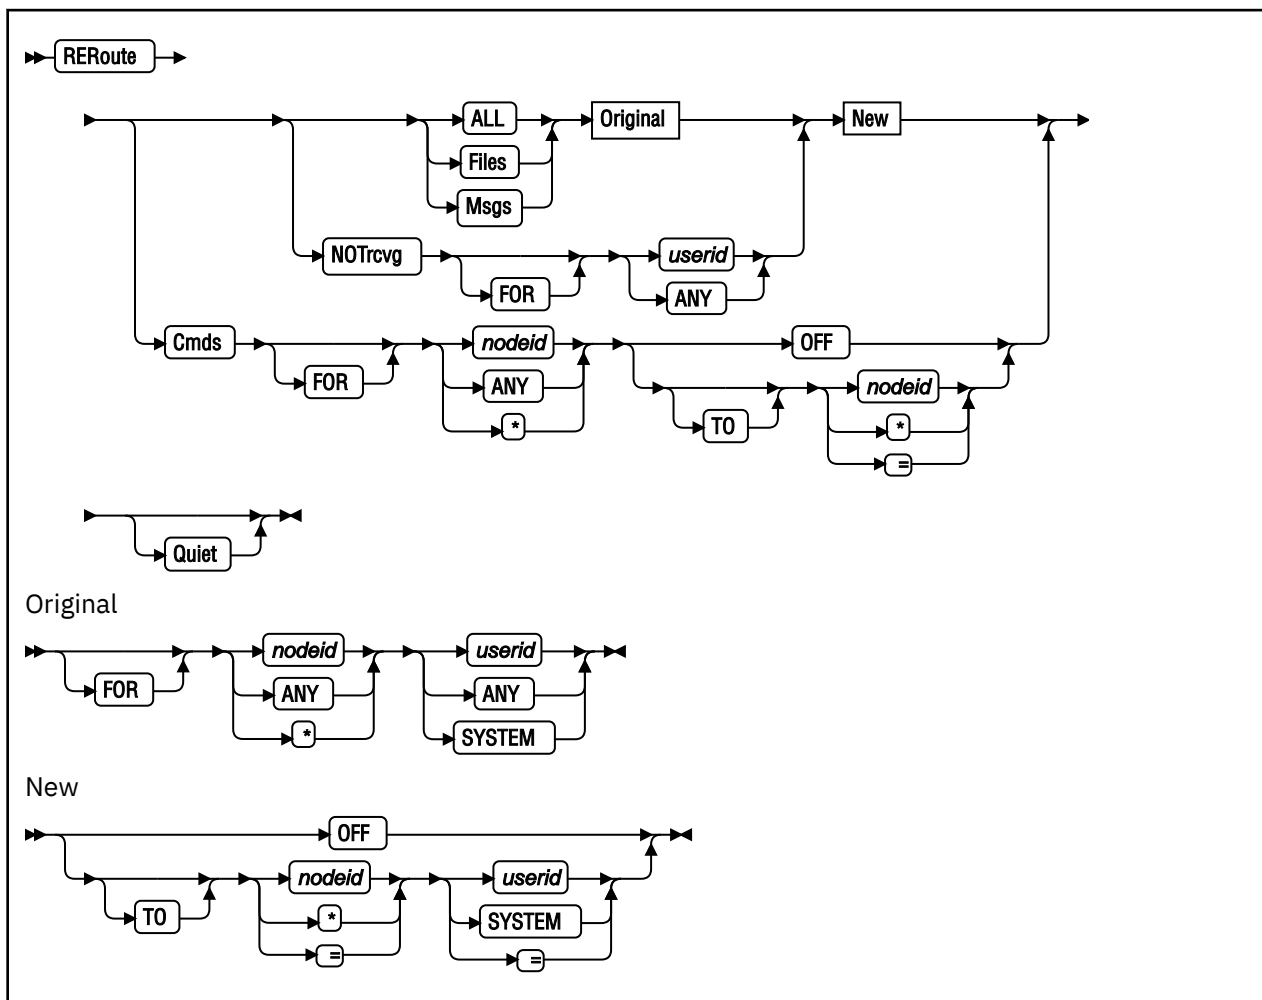 RERoute
ALL Original New
Files
Msgs
NOTrcvg userid
FOR ANY
Cmds nodeid OFF
FOR ANY nodeid
* TO *
=
Quiet
Original
nodeid userid
FOR ANY ANY
* SYSTEM
New
OFF
nodeid userid
TO * SYSTEM
= =